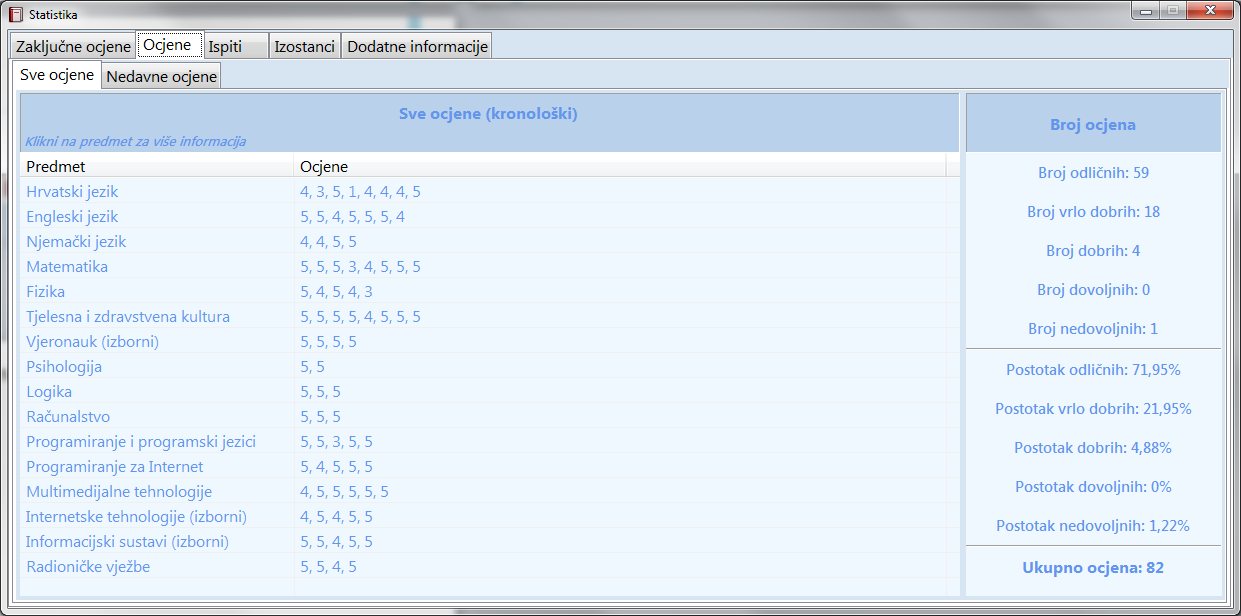 Statistika
Zaključne ocjene Ocjene Ispiti Izostanci Dodatne informacije
Sve ocjene Nedavne ocjene
Sve ocjene (kronološki)
Klikni na predmet za više informacija
Predmet Ocjene
Hrvatski jezik 4, 3, 5, 1, 4, 4, 4, 5
Engleski jezik 5, 5, 4, 5, 5, 5, 4
Njemački jezik 4, 4, 5, 5
Matematika 5, 5, 5, 3, 4, 5, 5, 5
Fizika 5, 4, 5, 4, 3
Tjelesna i zdravstvena kultura 5, 5, 5, 5, 4, 5, 5, 5
Vjeronauk (izborni) 5, 5, 5, 5
Psihologija 5, 5
Logika 5, 5, 5
Računalstvo 5, 5, 5
Programiranje i programski jezici 5, 5, 3, 5, 5
Programiranje za Internet 5, 4, 5, 5, 5
Multimedijalne tehnologije 4, 5, 5, 5, 5, 5
Internetske tehnologije (izborni) 4, 5, 4, 5, 5
Informacijski sustavi (izborni) 5, 5, 4, 5, 5
Radioničke vježbe 5, 5, 4, 5
Broj ocjena
Broj odličnih: 59
Broj vrlo dobrih: 18
Broj dobrih: 4
Broj dovoljnih: 0
Broj nedovoljnih: 1
Postotak odličnih: 71,95%
Postotak vrlo dobrih: 21,95%
Postotak dobrih: 4,88%
Postotak dovoljnih: 0%
Postotak nedovoljnih: 1,22%
Ukupno ocjena: 82